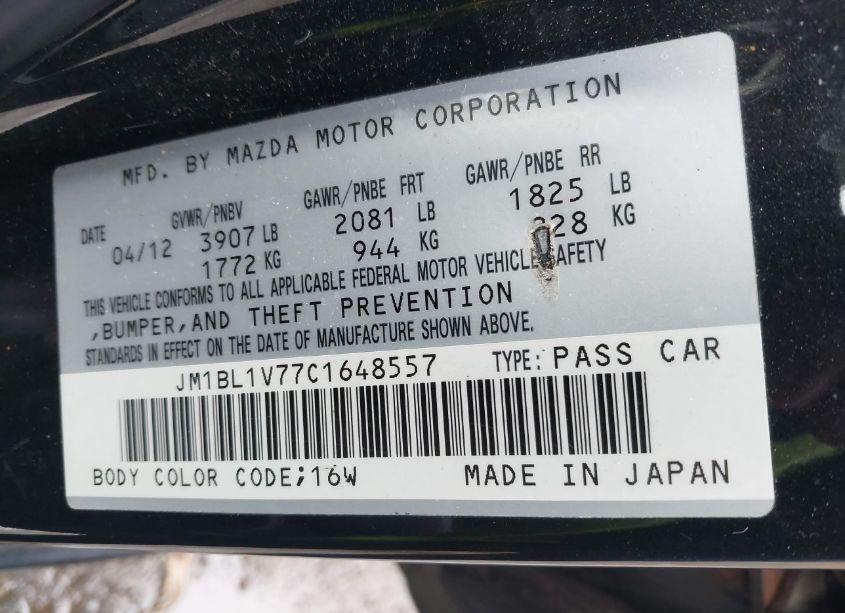 MFD. BY MAZDA MOTOR CORPORATION
DATE GVWR/PNBV GAWR/PNBE FRT GAWR/PNBE RR
04/12 3907 LB 2081 LB 1825 LB
1772 KG 944 KG 28 KG
THIS VEHICLE CONFORMS TO ALL APPLICABLE FEDERAL MOTOR VEHICLE SAFETY
,BUMPER,AND THEFT PREVENTION
STANDARDS IN EFFECT ON THE DATE OF MANUFACTURE SHOWN ABOVE.
JM1BL1V77C1648557 TYPE: PASS CAR
BODY COLOR CODE;16W MADE IN JAPAN